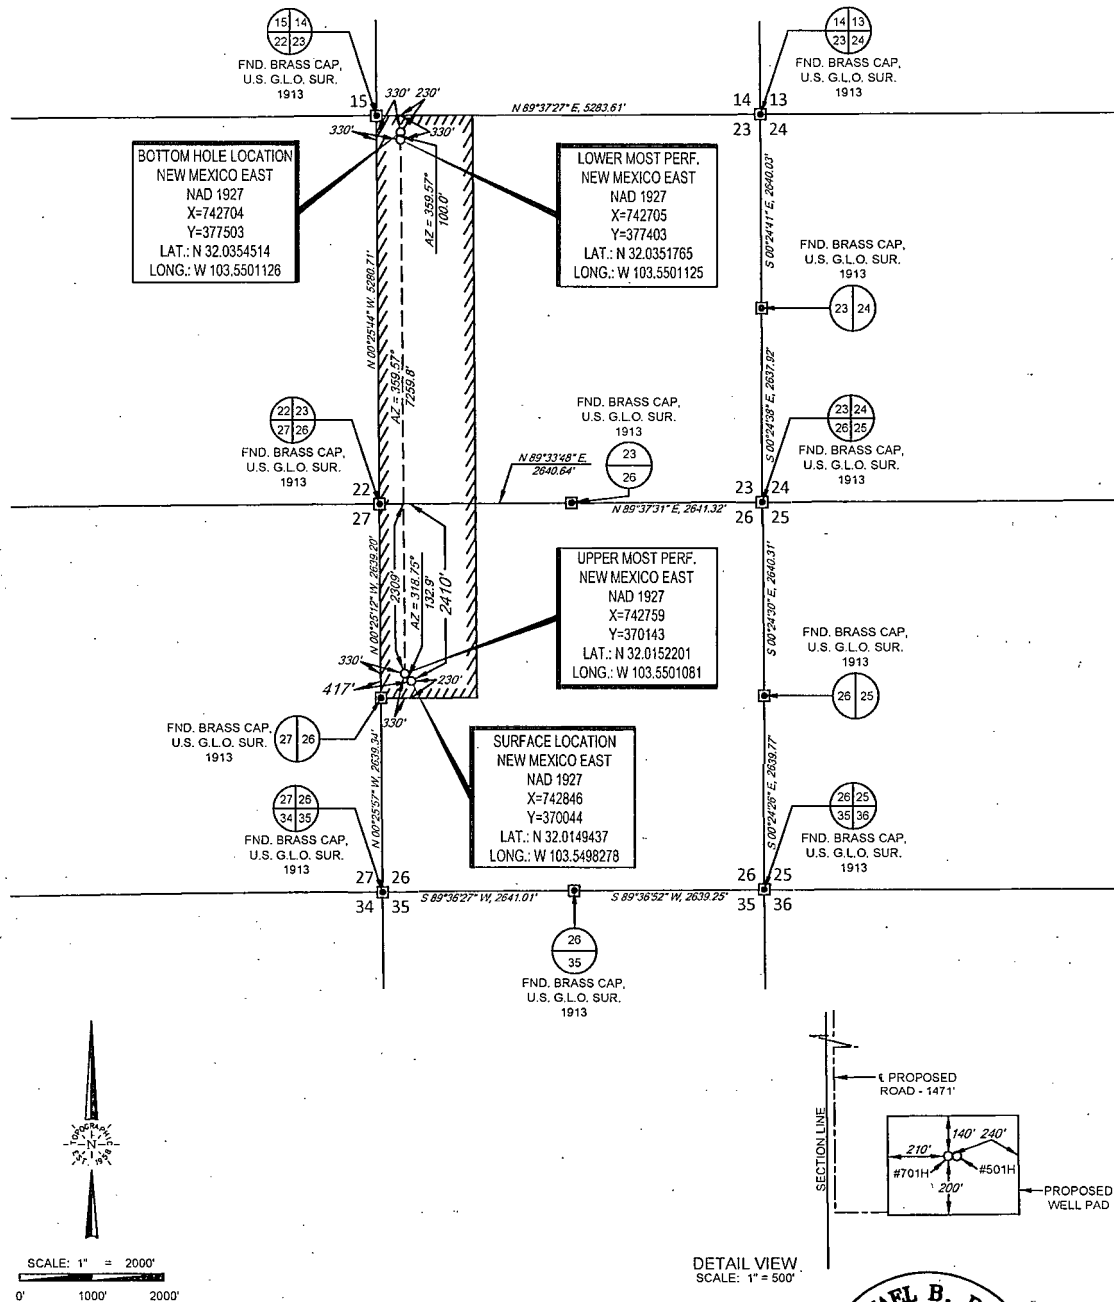 15 14
22 23
FND. BRASS CAP,
U.S. G.L.O. SUR.
1913
14 13
23 24
FND. BRASS CAP,
U.S. G.L.O. SUR.
1913
15
330' 230'
N 89°37'27" E, 5283.61'
14 13
23 24
330'
330'
BOTTOM HOLE LOCATION
NEW MEXICO EAST
NAD 1927
X=742704
Y=377503
LAT.: N 32.0354514
LONG.: W 103.5501126
AZ = 359.57°
100.0'
LOWER MOST PERF.
NEW MEXICO EAST
NAD 1927
X=742705
Y=377403
LAT.: N 32.0351765
LONG.: W 103.5501125
S 00°24'41" E, 2640.03'
FND. BRASS CAP,
U.S. G.L.O. SUR.
1913
23 24
N 00°25'44" W, 5280.71'
AZ = 359.57°
7259.8'
S 00°24'38" E, 2637.92'
22 23
27 26
FND. BRASS CAP,
U.S. G.L.O. SUR.
1913
FND. BRASS CAP,
U.S. G.L.O. SUR.
1913
23
26
N 89°33'48" E,
2640.64'
23 24
26 25
FND. BRASS CAP,
U.S. G.L.O. SUR.
1913
22
27
N 89°37'31" E, 2641.32'
23 24
26 25
N 00°25'12" W, 2639.20'
2309'
AZ = 318.75°
132.9'
2410'
UPPER MOST PERF.
NEW MEXICO EAST
NAD 1927
X=742759
Y=370143
LAT.: N 32.0152201
LONG.: W 103.5501081
S 00°24'30" E, 2640.31'
FND. BRASS CAP,
U.S. G.L.O. SUR.
1913
26 25
330'
417'
230'
330'
FND. BRASS CAP,
U.S. G.L.O. SUR.
1913
27 26
SURFACE LOCATION
NEW MEXICO EAST
NAD 1927
X=742846
Y=370044
LAT.: N 32.0149437
LONG.: W 103.5498278
N 00°25'57" W, 2639.34'
S 00°24'26" E, 2639.77'
27 26
34 35
FND. BRASS CAP,
U.S. G.L.O. SUR.
1913
26 25
35 36
FND. BRASS CAP,
U.S. G.L.O. SUR.
1913
27 26
34 35
S 89°36'27" W, 2641.01'
S 89°36'52" W, 2639.25'
26 25
35 36
26
35
FND. BRASS CAP,
U.S. G.L.O. SUR.
1913
TOPOGRAPHIC
N
EST. 1958
SCALE: 1" = 2000'
0' 1000' 2000'
SECTION LINE
℄ PROPOSED
ROAD - 1471'
140' 240'
210'
#701H
#501H
200'
PROPOSED
WELL PAD
DETAIL VIEW
SCALE: 1" = 500'
B.